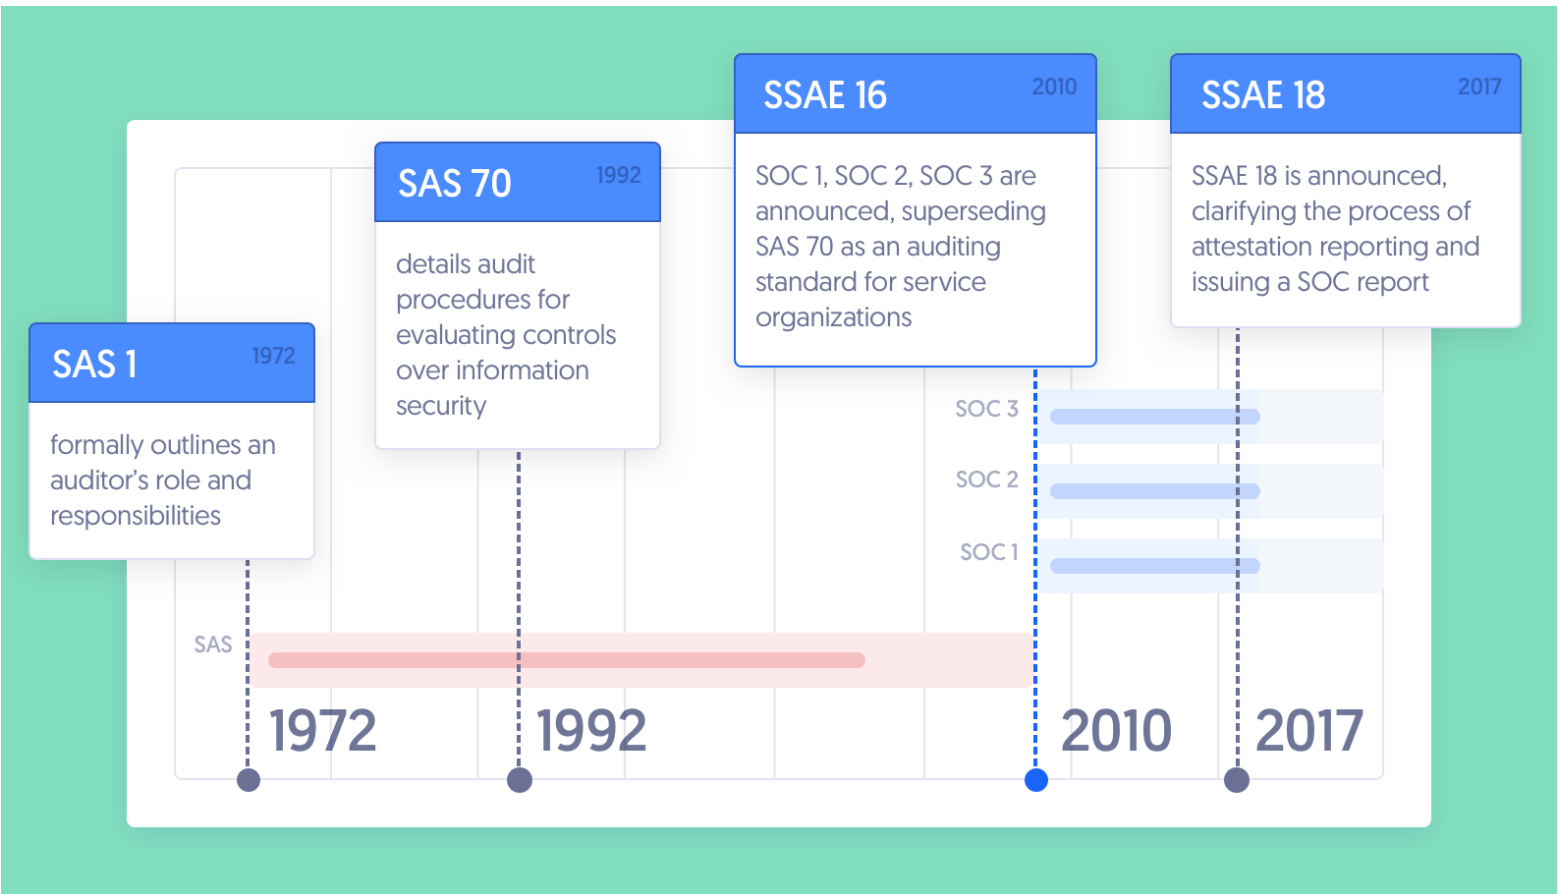 SAS 1
1972
formally outlines an
auditor’s role and
responsibilities
SAS 70
1992
details audit
procedures for
evaluating controls
over information
security
SSAE 16
2010
SOC 1, SOC 2, SOC 3 are
announced, superseding
SAS 70 as an auditing
standard for service
organizations
SSAE 18
2017
SSAE 18 is announced,
clarifying the process of
attestation reporting and
issuing a SOC report
SOC 3
SOC 2
SOC 1
SAS
1972
1992
2010
2017